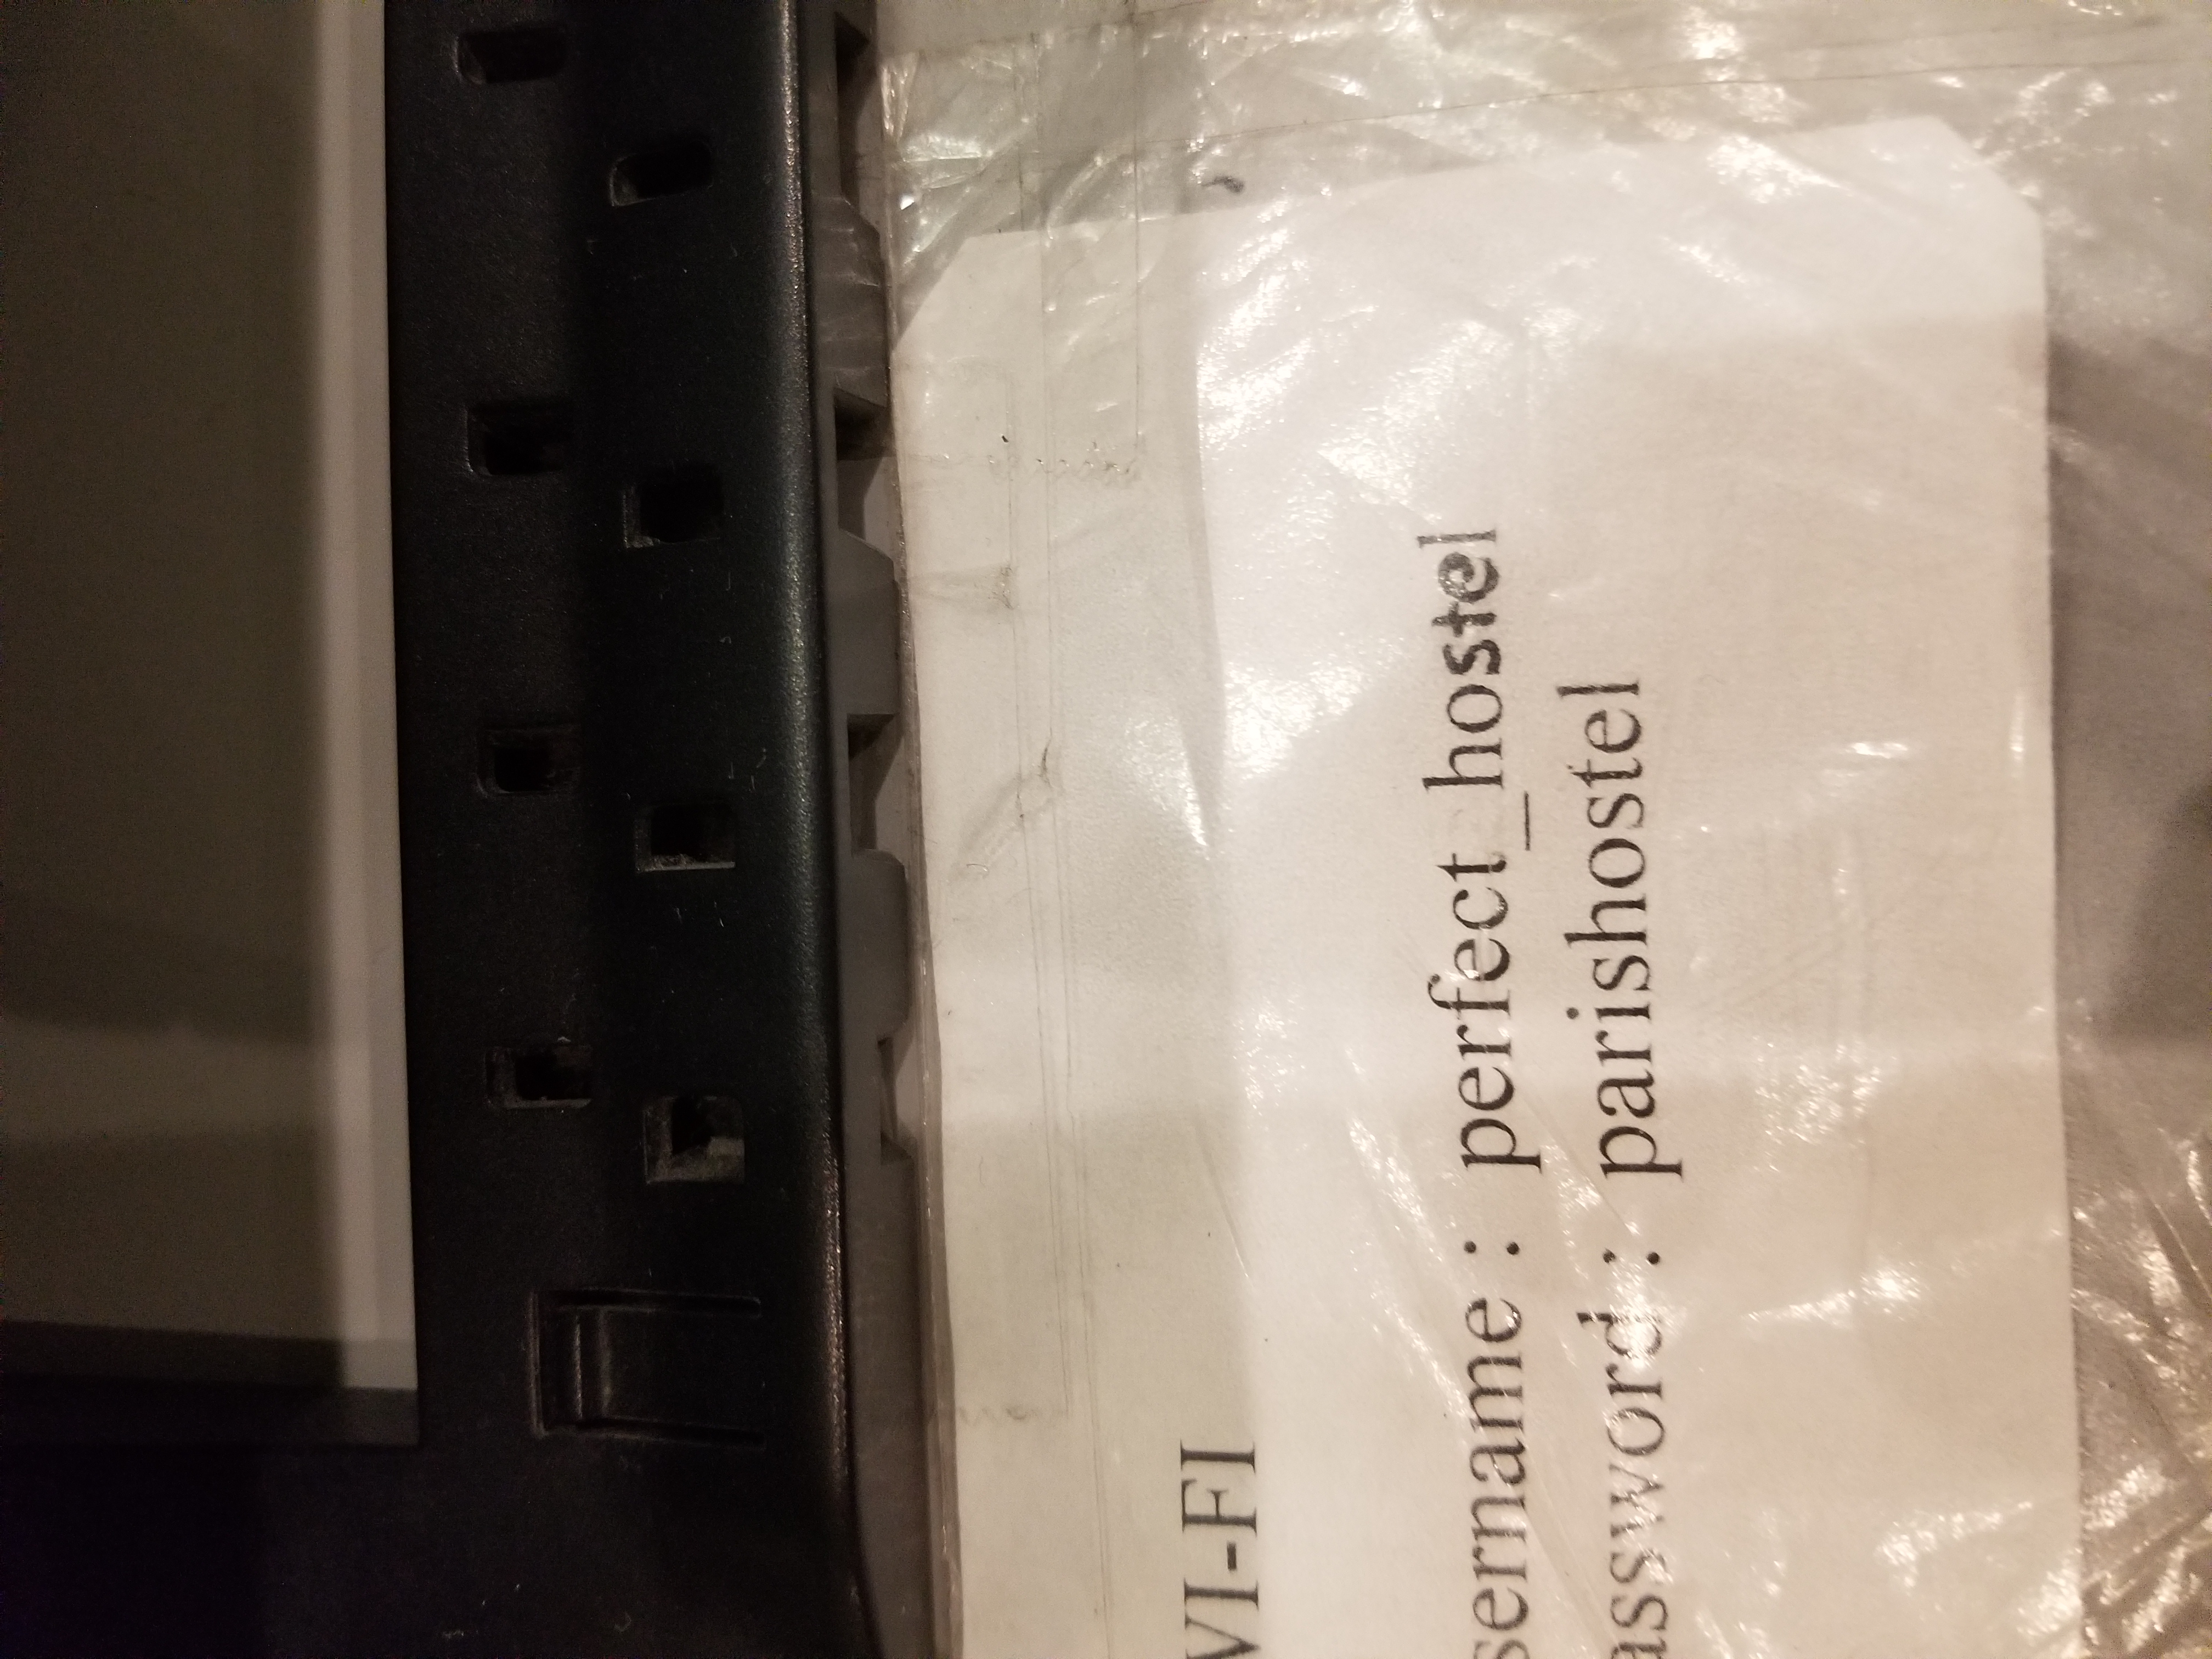 VI-FI
sername : perfect_hostel
assword : parishostel